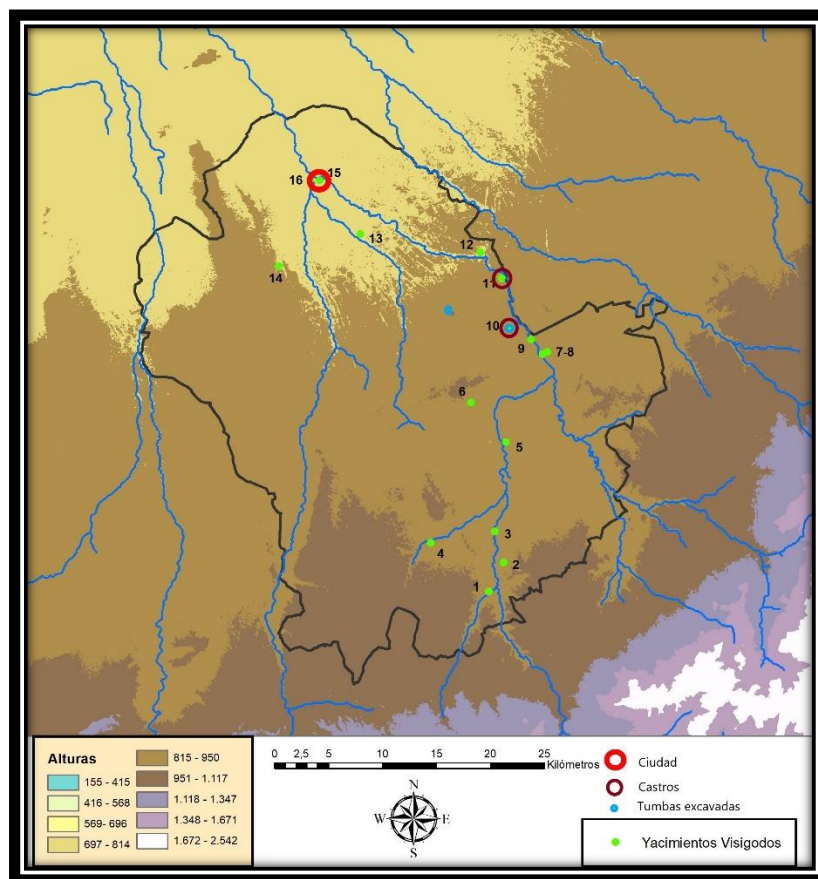 15
16
13
12
14
11
10
9
7-8
6
5
3
4
2
1
Alturas
155 - 415
416 - 568
569- 696
697 - 814
815 - 950
951 - 1.117
1.118 - 1.347
1.348 - 1.671
1.672 - 2.542
0 2,5 5 10 15 20 25
Kilómetros
N
W E
S
Ciudad
Castros
Tumbas excavadas
Yacimientos Visigodos